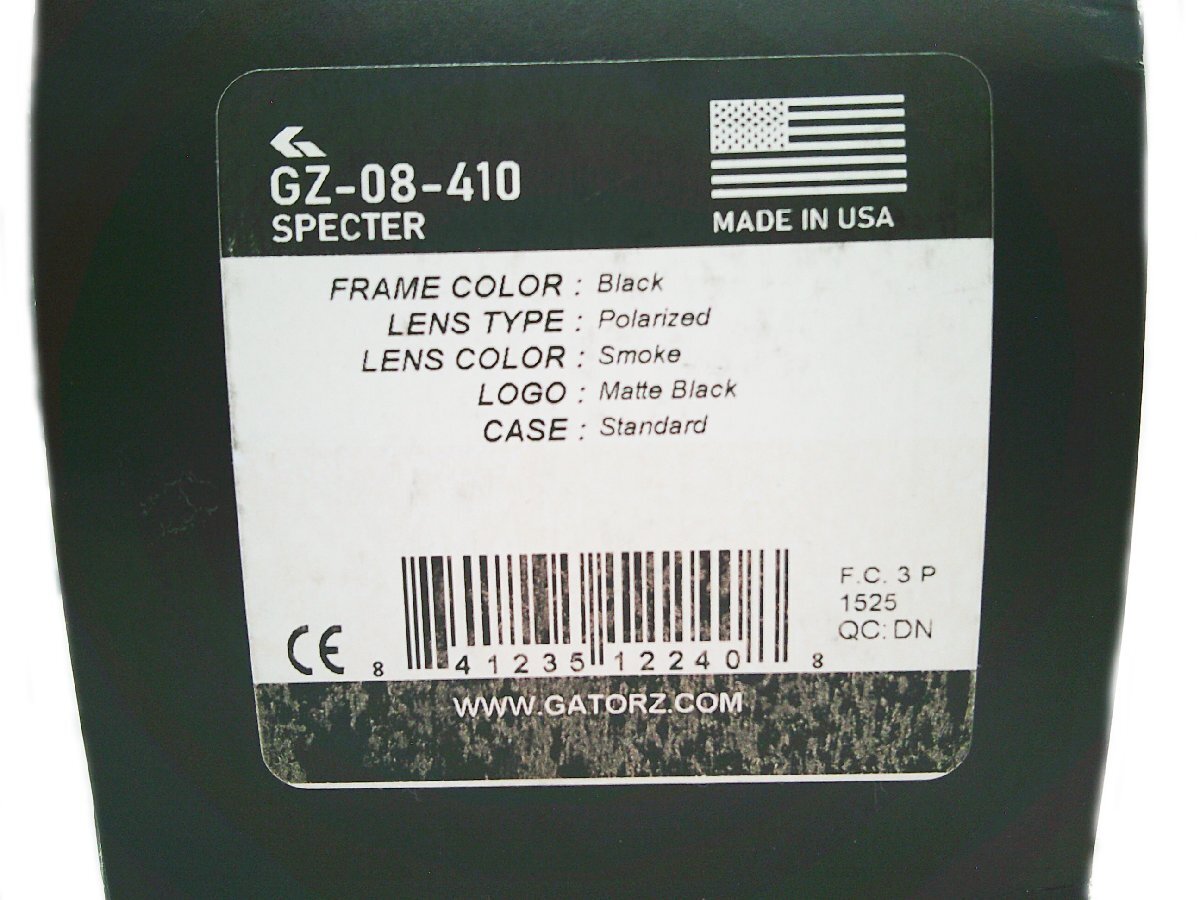 GZ-08-410
SPECTER
MADE IN USA
FRAME COLOR : Black
LENS TYPE : Polarized
LENS COLOR : Smoke
LOGO : Matte Black
CASE : Standard
F.C. 3 P
1525
QC: DN
CE
8 41235 12240 8
WWW.GATORZ.COM